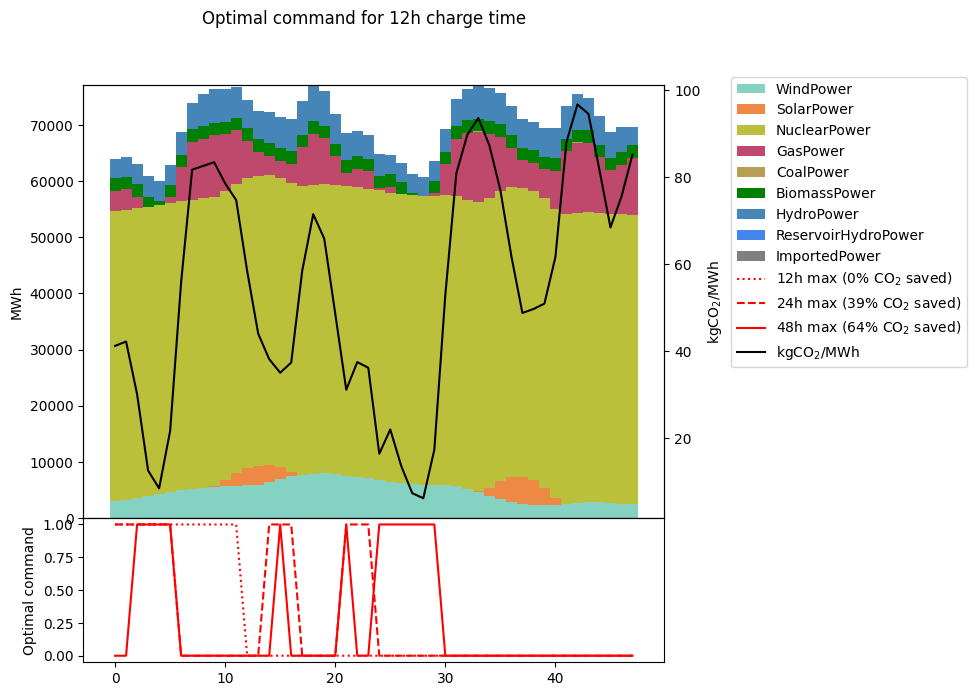 Optimal command for 12h charge time
MWh
70000
60000
50000
40000
30000
20000
10000
0
100
80
60
40
20
kgCO₂/MWh
WindPower
SolarPower
NuclearPower
GasPower
CoalPower
BiomassPower
HydroPower
ReservoirHydroPower
ImportedPower
12h max (0% CO₂ saved)
24h max (39% CO₂ saved)
48h max (64% CO₂ saved)
kgCO₂/MWh
Optimal command
1.00
0.75
0.50
0.25
0.00
0 10 20 30 40